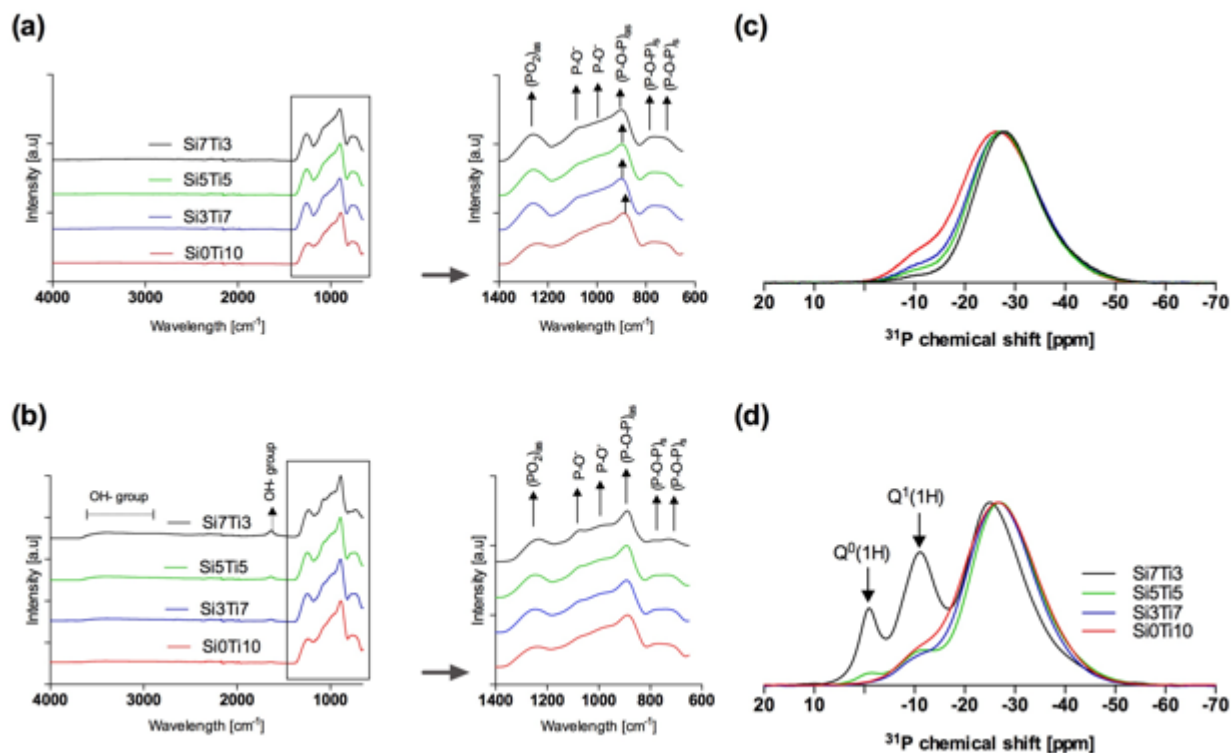 (a)
Intensity [a.u]
Si7Ti3
Si5Ti5
Si3Ti7
Si0Ti10
4000 3000 2000 1000
Wavelength [cm⁻¹]
(PO₂)as
P-O⁻
P-O⁻
(P-O-P)as
(P-O-P)s
(P-O-P)s
Intensity [a.u]
1400 1200 1000 800 600
Wavelength [cm⁻¹]
(c)
20 10 -10 -20 -30 -40 -50 -60 -70
³¹P chemical shift [ppm]
(b)
Intensity [a.u]
OH- group
OH- group
Si7Ti3
Si5Ti5
Si3Ti7
Si0Ti10
4000 3000 2000 1000
Wavelength [cm⁻¹]
(PO₂)as
P-O⁻
P-O⁻
(P-O-P)as
(P-O-P)s
(P-O-P)s
Intensity [a.u]
1400 1200 1000 800 600
Wavelength [cm⁻¹]
(d)
Q⁰(1H)
Q¹(1H)
Si7Ti3
Si5Ti5
Si3Ti7
Si0Ti10
20 10 -10 -20 -30 -40 -50 -60 -70
³¹P chemical shift [ppm]